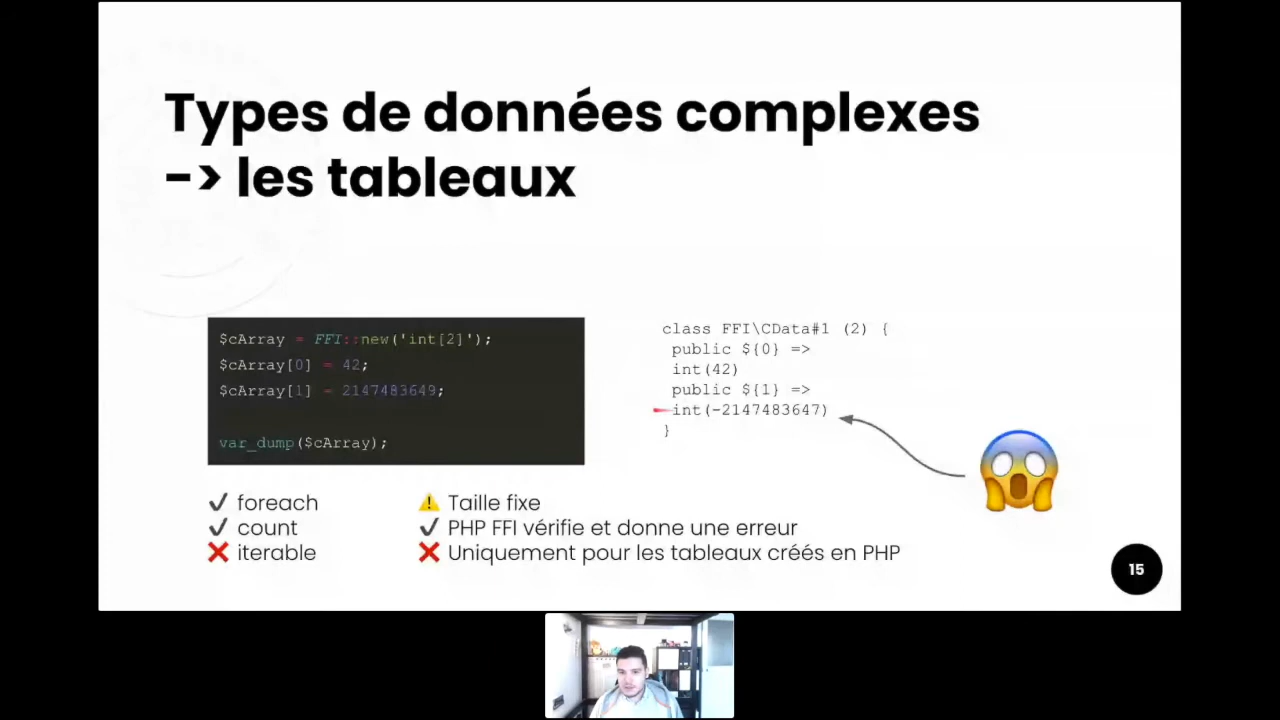 Types de données complexes
-> les tableaux
$cArray = FFI::new('int[2]');
$cArray[0] = 42;
$cArray[1] = 2147483649;
var_dump($cArray);
class FFI\CData#1 (2) {
public ${0} =>
int(42)
public ${1} =>
int(-2147483647)
}
✓ foreach
✓ count
❌ iterable
⚠️ Taille fixe
✓ PHP FFI vérifie et donne une erreur
❌ Uniquement pour les tableaux créés en PHP
15